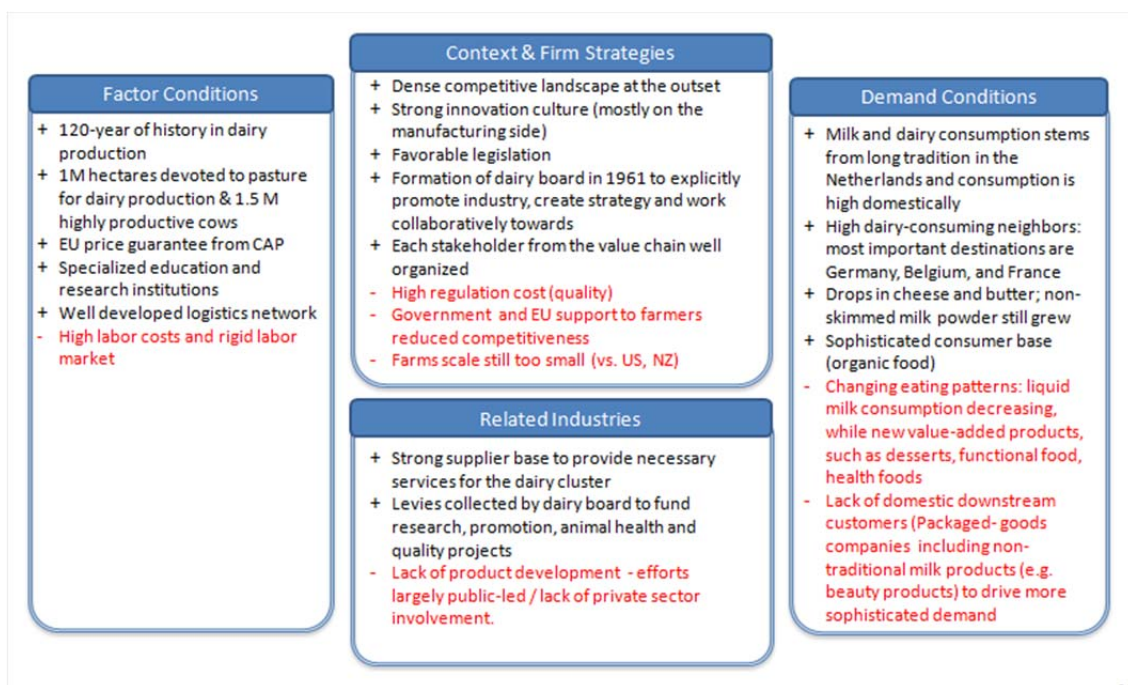 Factor Conditions
+ 120-year of history in dairy
production
+ 1M hectares devoted to pasture
for dairy production & 1.5 M
highly productive cows
+ EU price guarantee from CAP
+ Specialized education and
research institutions
+ Well developed logistics network
- High labor costs and rigid labor
market
Context & Firm Strategies
+ Dense competitive landscape at the outset
+ Strong innovation culture (mostly on the
manufacturing side)
+ Favorable legislation
+ Formation of dairy board in 1961 to explicitly
promote industry, create strategy and work
collaboratively towards
+ Each stakeholder from the value chain well
organized
- High regulation cost (quality)
- Government and EU support to farmers
reduced competitiveness
- Farms scale still too small (vs. US, NZ)
Related Industries
+ Strong supplier base to provide necessary
services for the dairy cluster
+ Levies collected by dairy board to fund
research, promotion, animal health and
quality projects
- Lack of product development - efforts
largely public-led / lack of private sector
involvement.
Demand Conditions
+ Milk and dairy consumption stems
from long tradition in the
Netherlands and consumption is
high domestically
+ High dairy-consuming neighbors:
most important destinations are
Germany, Belgium, and France
+ Drops in cheese and butter; non-
skimmed milk powder still grew
+ Sophisticated consumer base
(organic food)
- Changing eating patterns: liquid
milk consumption decreasing,
while new value-added products,
such as desserts, functional food,
health foods
- Lack of domestic downstream
customers (Packaged- goods
companies including non-
traditional milk products (e.g.
beauty products) to drive more
sophisticated demand